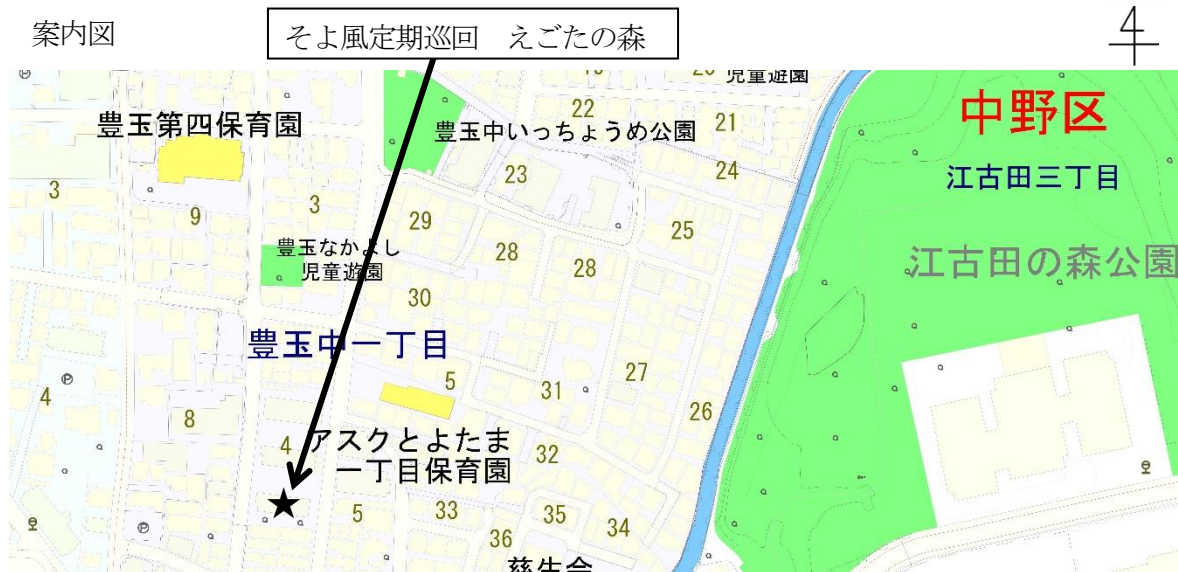 案内図
そよ風定期巡回　えごたの森
児童遊園
豊玉第四保育園
22
21
中野区
豊玉中いっちょうめ公園
23
24
江古田三丁目
3
9
3
29
25
豊玉なかよし
児童遊園
28
28
江古田の森公園
30
豊玉中一丁目
5
31
27
26
4
8
4
アスクとよたま
一丁目保育園
32
5
33
35
34
36
慈生会